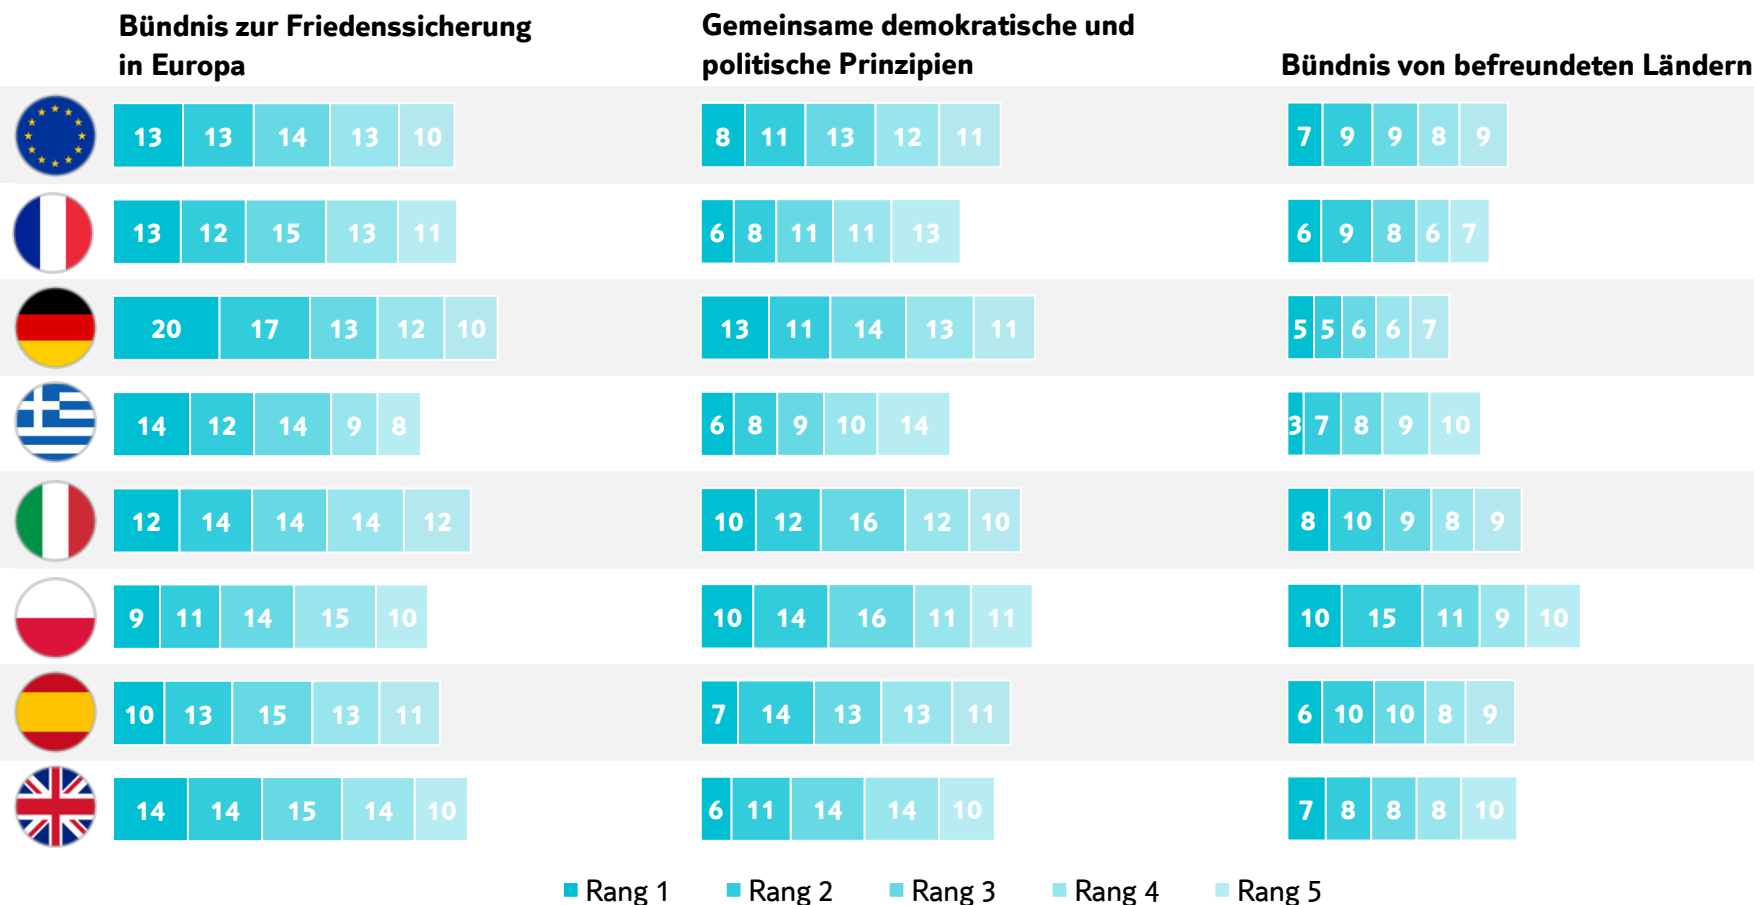 Bündnis zur Friedenssicherung
in Europa
Gemeinsame demokratische und
politische Prinzipien
Bündnis von befreundeten Ländern
13 13 14 13 10 8 11 13 12 11 7 9 9 8 9
13 12 15 13 11 6 8 11 11 13 6 9 8 6 7
20 17 13 12 10 13 11 14 13 11 5 5 6 6 7
14 12 14 9 8 6 8 9 10 14 3 7 8 9 10
12 14 14 14 12 10 12 16 12 10 8 10 9 8 9
9 11 14 15 10 10 14 16 11 11 10 15 11 9 10
10 13 15 13 11 7 14 13 13 11 6 10 10 8 9
14 14 15 14 10 6 11 14 14 10 7 8 8 8 10
Rang 1 Rang 2 Rang 3 Rang 4 Rang 5